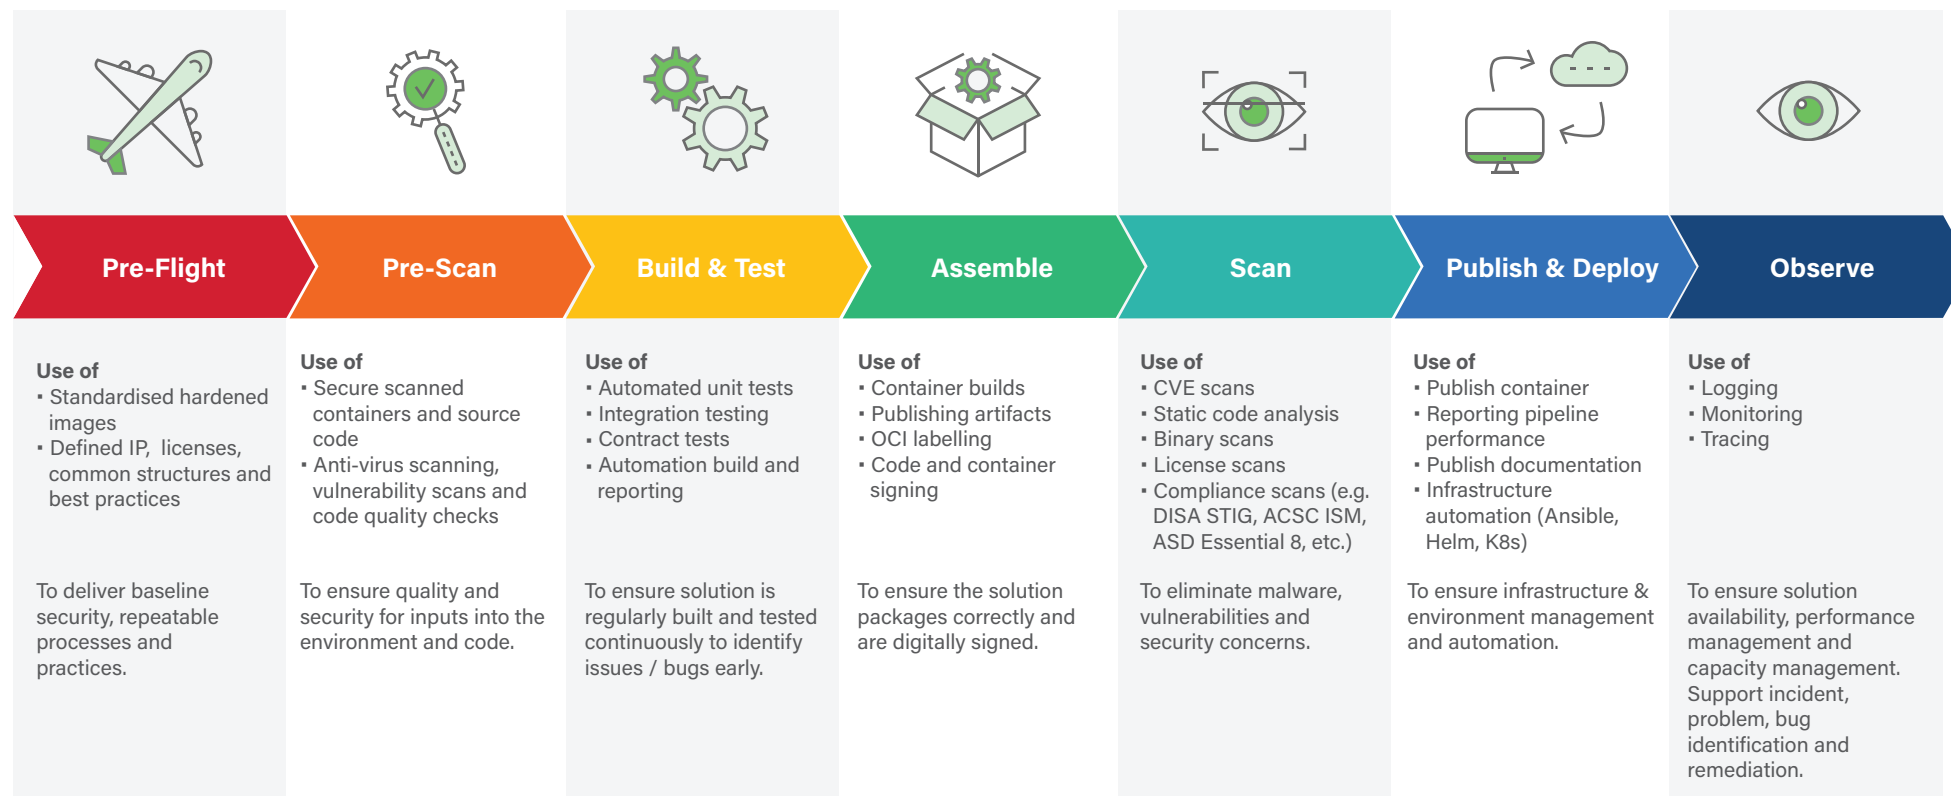 Pre-Flight
Pre-Scan
Build & Test
Assemble
Scan
Publish & Deploy
Observe
Use of
▪ Standardised hardened
images
▪ Defined IP,  licenses,
common structures and
best practices
To deliver baseline
security, repeatable
processes and
practices.
Use of
▪ Secure scanned
containers and source
code
▪ Anti-virus scanning,
vulnerability scans and
code quality checks
To ensure quality and
security for inputs into the
environment and code.
Use of
▪ Automated unit tests
▪ Integration testing
▪ Contract tests
▪ Automation build and
reporting
To ensure solution is
regularly built and tested
continuously to identify
issues / bugs early.
Use of
▪ Container builds
▪ Publishing artifacts
▪ OCI labelling
▪ Code and container
signing
To ensure the solution
packages correctly and
are digitally signed.
Use of
▪ CVE scans
▪ Static code analysis
▪ Binary scans
▪ License scans
▪ Compliance scans (e.g.
DISA STIG, ACSC ISM,
ASD Essential 8, etc.)
To eliminate malware,
vulnerabilities and
security concerns.
Use of
▪ Publish container
▪ Reporting pipeline
performance
▪ Publish documentation
▪ Infrastructure
automation (Ansible,
Helm, K8s)
To ensure infrastructure &
environment management
and automation.
Use of
▪ Logging
▪ Monitoring
▪ Tracing
To ensure solution
availability, performance
management and
capacity management.
Support incident,
problem, bug
identification and
remediation.